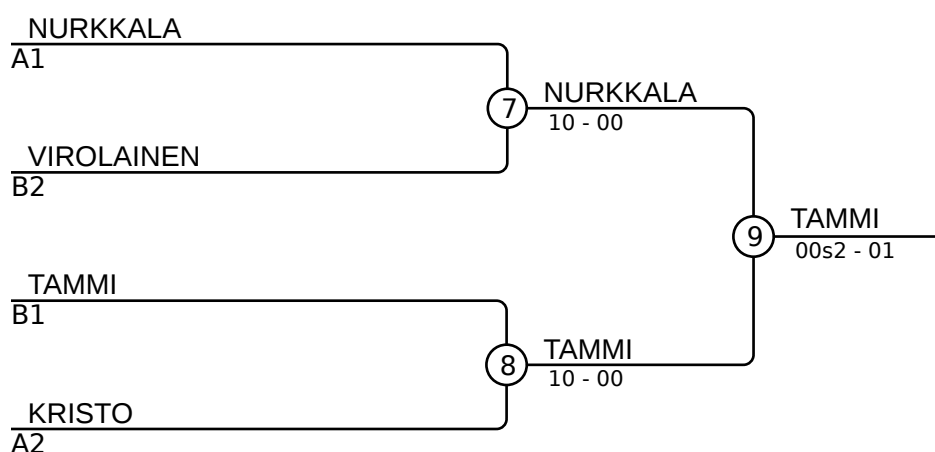 NURKKALA
A1
7
NURKKALA
10 - 00
VIROLAINEN
B2
9
TAMMI
00s2 - 01
TAMMI
B1
8
TAMMI
10 - 00
KRISTO
A2